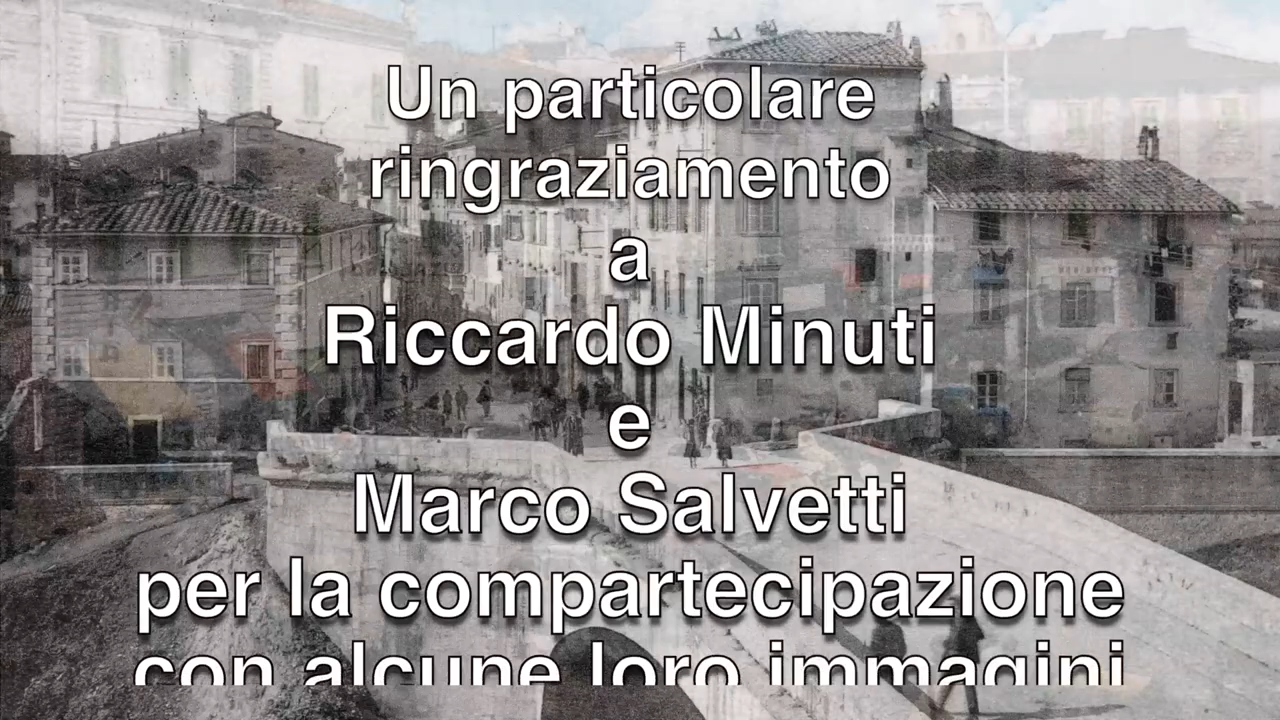 Un particolare
ringraziamento
a
Riccardo Minuti
e
Marco Salvetti
per la compartecipazione
con alcune loro immagini